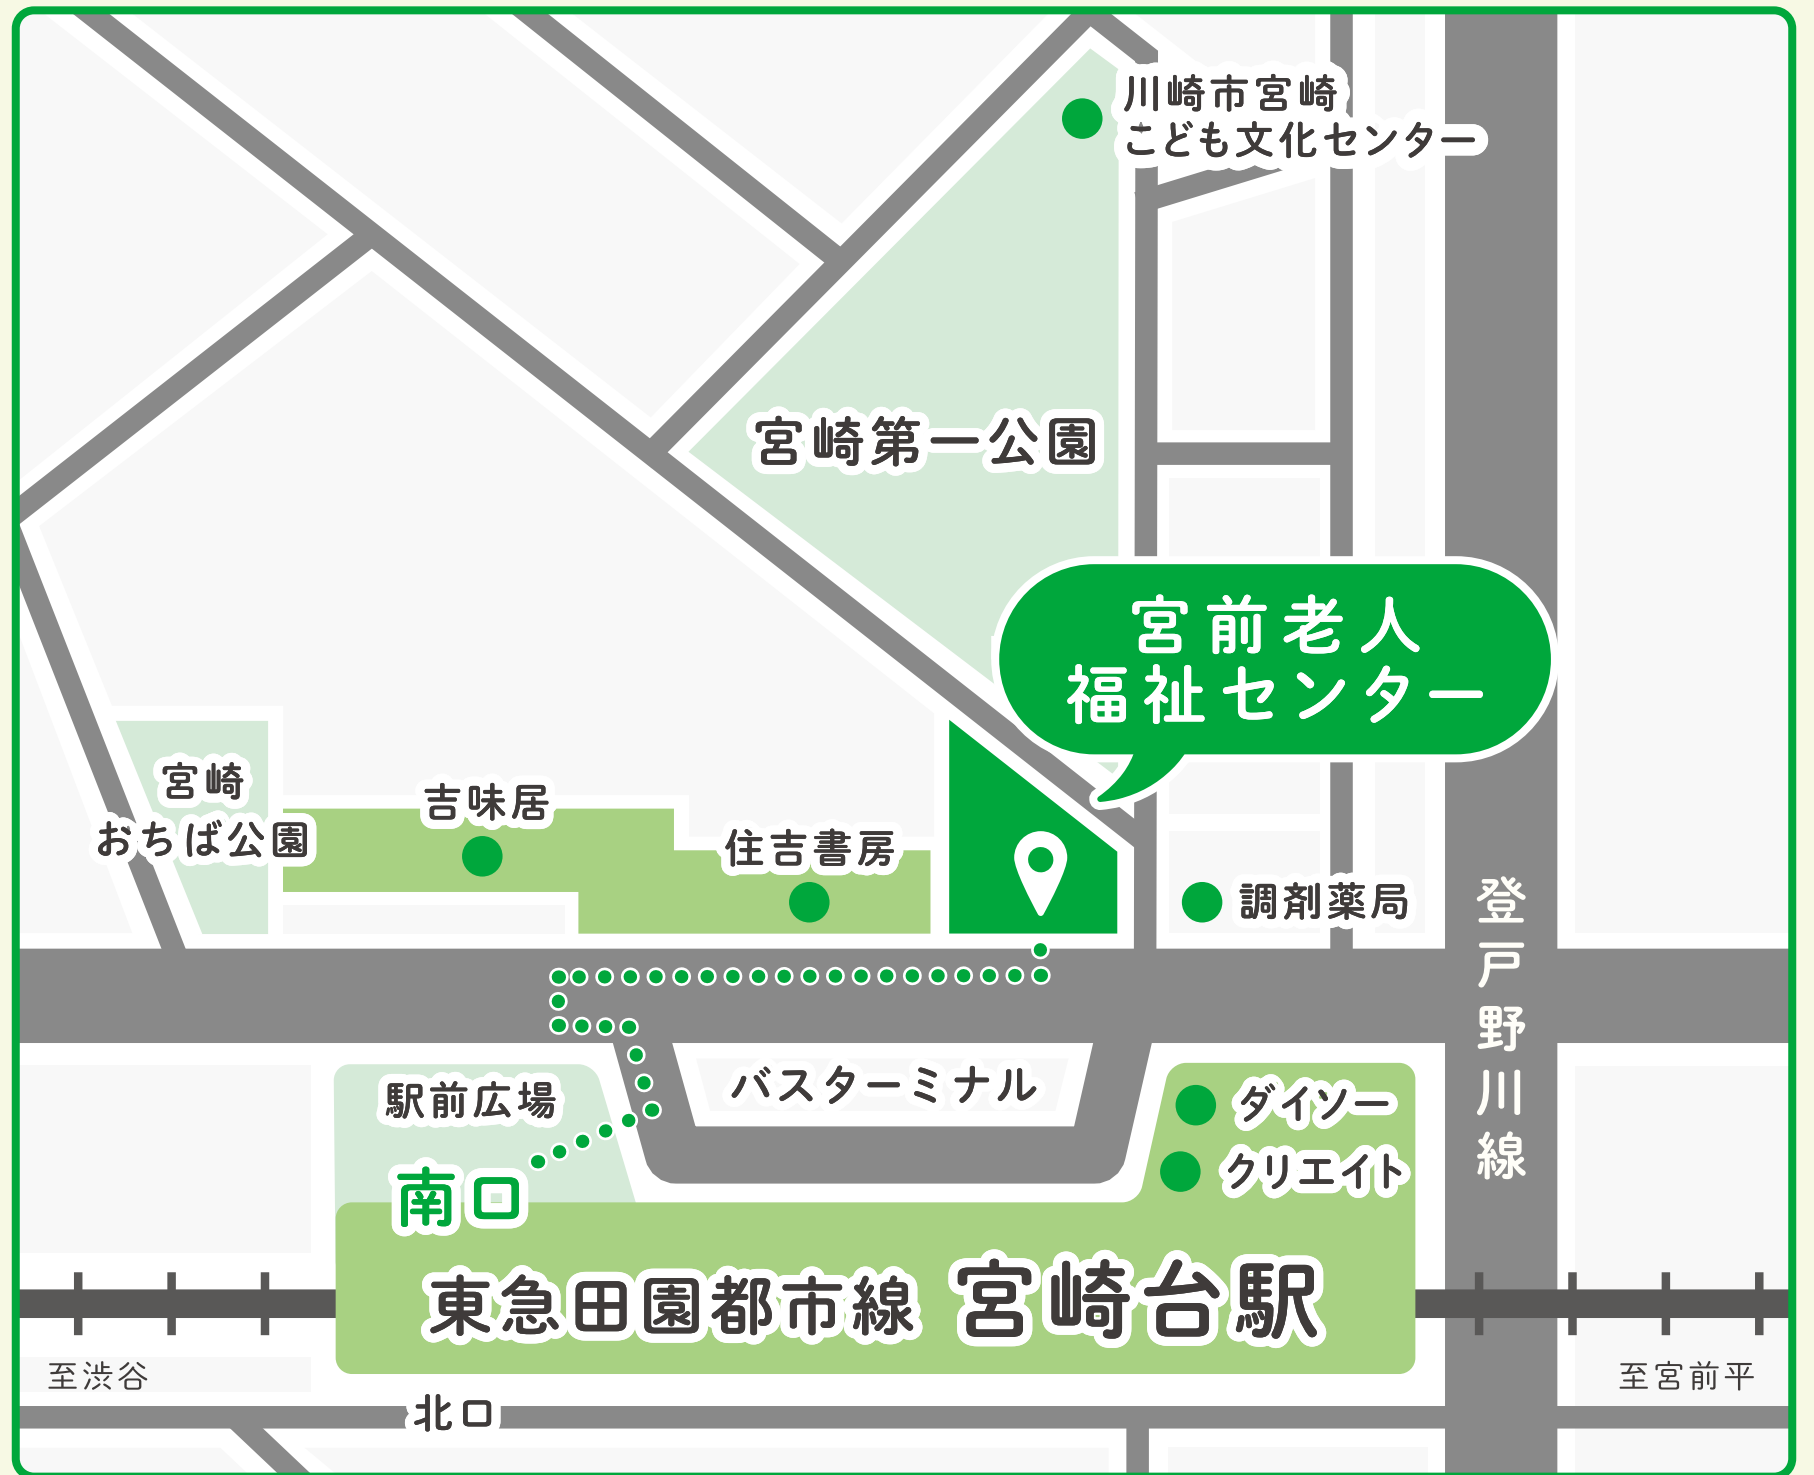 川崎市宮崎
こども文化センター
宮崎第一公園
宮前老人
福祉センター
宮崎
おちば公園
吉味居
住吉書房
調剤薬局
登戸野川線
駅前広場
バスターミナル
ダイソー
クリエイト
南口
東急田園都市線 宮崎台駅
至渋谷
至宮前平
北口